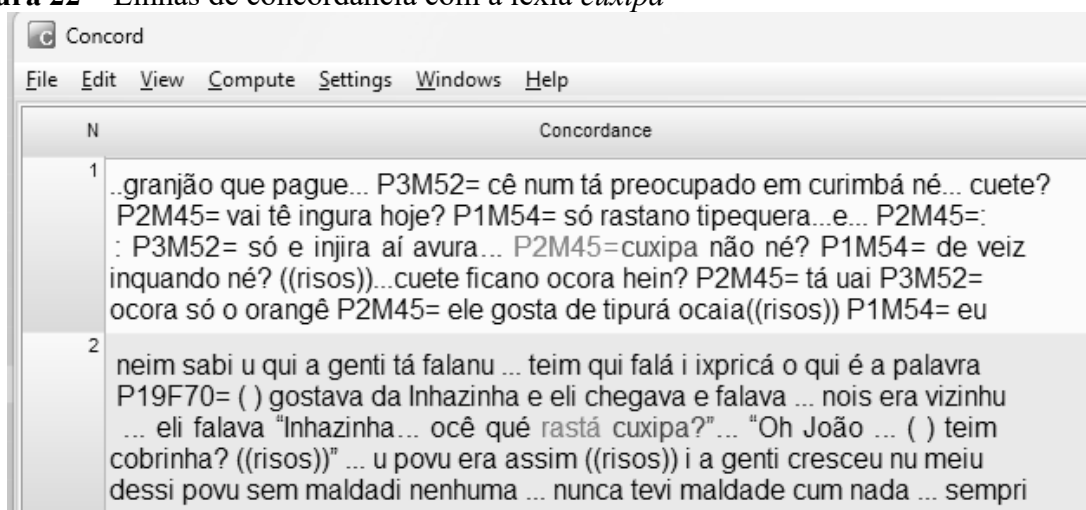 ura 22 – Linhas de concordância com a lexia cuxipa
Concord
File Edit View Compute Settings Windows Help
N Concordance
1 ..granjão que pague... P3M52= cê num tá preocupado em curimbá né... cuete?
P2M45= vai tê ingura hoje? P1M54= só rastano tipequera...e... P2M45=:
: P3M52= só e injira aí avura... P2M45=cuxipa não né? P1M54= de veiz
inquando né? ((risos))...cuete ficano ocora hein? P2M45= tá uai P3M52=
ocora só o orangê P2M45= ele gosta de tipurá ocaia((risos)) P1M54= eu
2 neim sabi u qui a genti tá falanu ... teim qui falá i ixpricá o qui é a palavra
P19F70= ( ) gostava da Inhazinha e eli chegava e falava ... nois era vizinhu
... eli falava “Inhazinha... ocê qué rastá cuxipa?”... “Oh João ... ( ) teim
cobrinha? ((risos))” ... u povu era assim ((risos)) i a genti cresceu nu meiu
dessi povu sem maldadi nenhuma ... nunca tevi maldade cum nada ... sempri